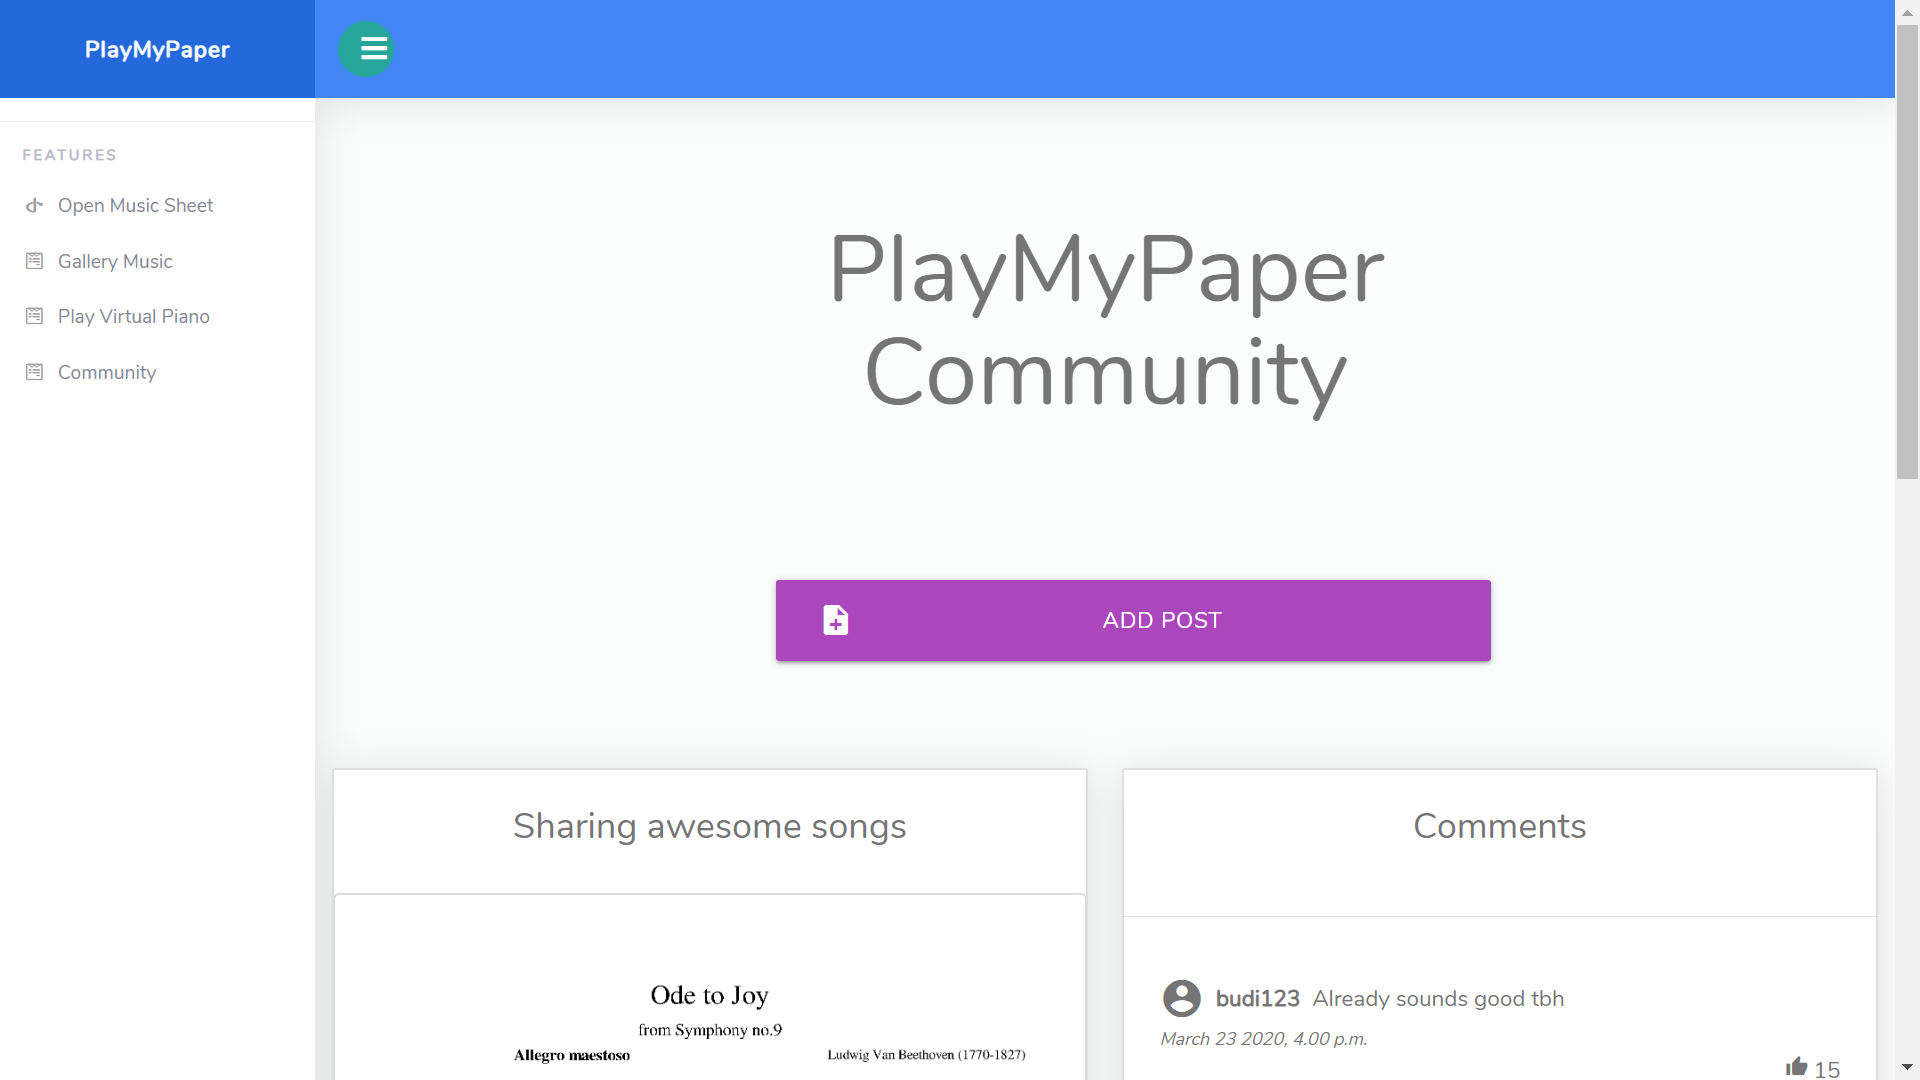 PlayMyPaper
FEATURES
Open Music Sheet
Gallery Music
Play Virtual Piano
Community
PlayMyPaper
Community
ADD POST
Sharing awesome songs
Ode to Joy
from Symphony no.9
Allegro maestoso
Ludwig Van Beethoven (1770-1827)
Comments
budi123 Already sounds good tbh
March 23 2020, 4.00 p.m.
15